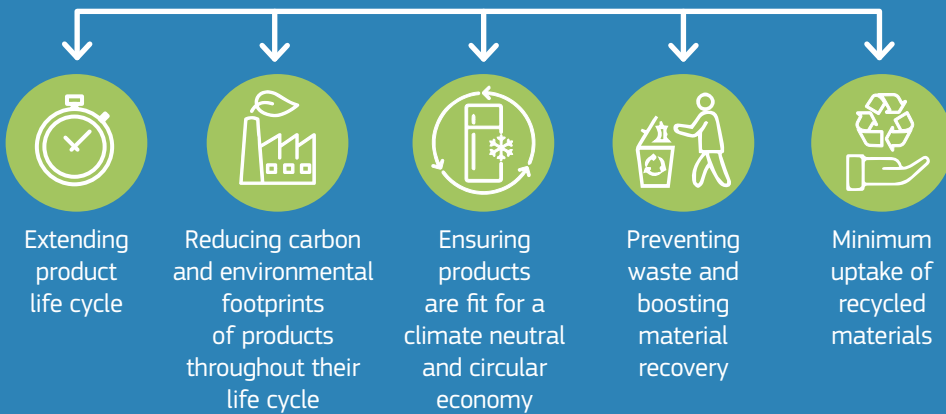 Extending
product
life cycle
Reducing carbon
and environmental
footprints
of products
throughout their
life cycle
Ensuring
products
are fit for a
climate neutral
and circular
economy
Preventing
waste and
boosting
material
recovery
Minimum
uptake of
recycled
materials